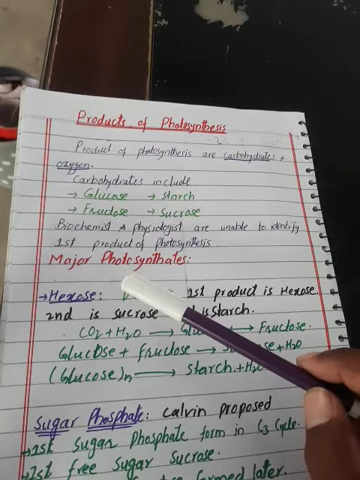 Products of Photosynthesis
Product of photosynthesis are carbohydrates +
oxygen.
Carbohydrates include
→ Glucose → starch
→ Fructose → Sucrose
Biochemist & physiologist are unable to identify
1st product of Photosynthesis
Major Photosynthates:
→ Hexose: 1st product is Hexose
2nd is sucrose is starch.
CO2 + H2O → Fructose.
Glucose + Fructose → + H2O
(Glucose)n → Starch + H2O
Sugar Phosphate: Calvin proposed
→ 1st Sugar Phosphate form in C3 Cycle.
→ 1st free Sugar Sucrose.
formed later.